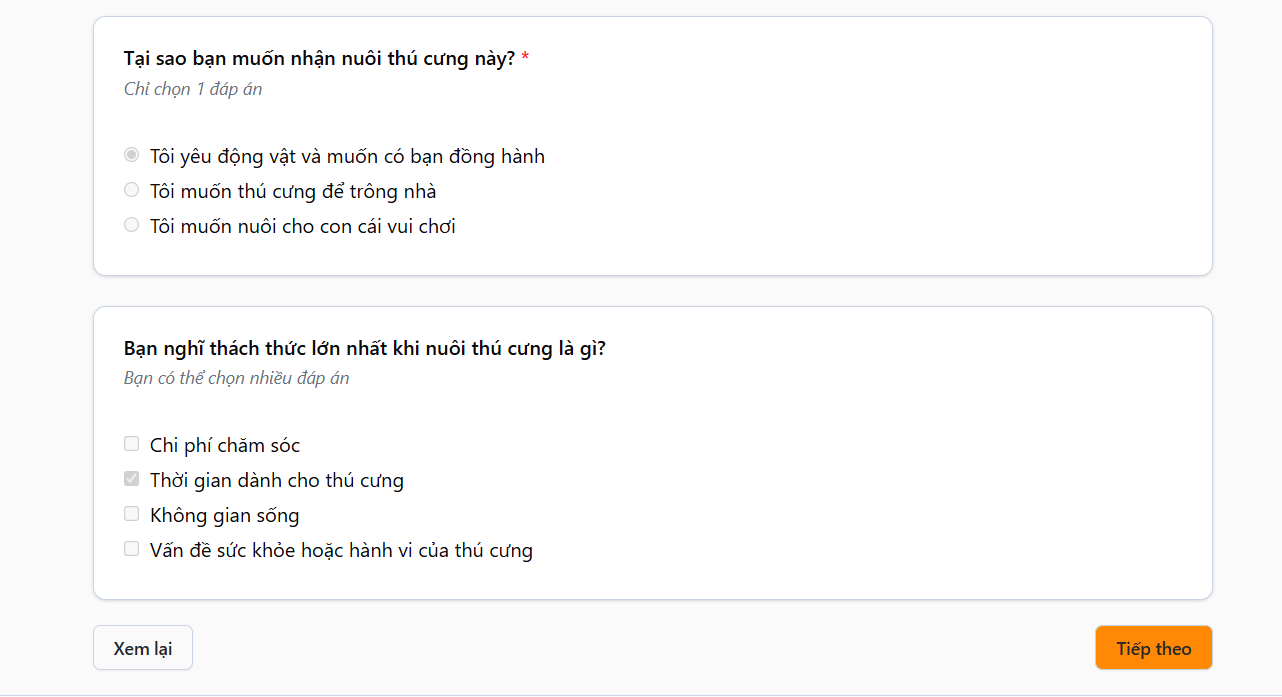 Tại sao bạn muốn nhận nuôi thú cưng này? *
Chỉ chọn 1 đáp án
Tôi yêu động vật và muốn có bạn đồng hành
Tôi muốn thú cưng để trông nhà
Tôi muốn nuôi cho con cái vui chơi
Bạn nghĩ thách thức lớn nhất khi nuôi thú cưng là gì?
Bạn có thể chọn nhiều đáp án
Chi phí chăm sóc
Thời gian dành cho thú cưng
Không gian sống
Vấn đề sức khỏe hoặc hành vi của thú cưng
Xem lại
Tiếp theo